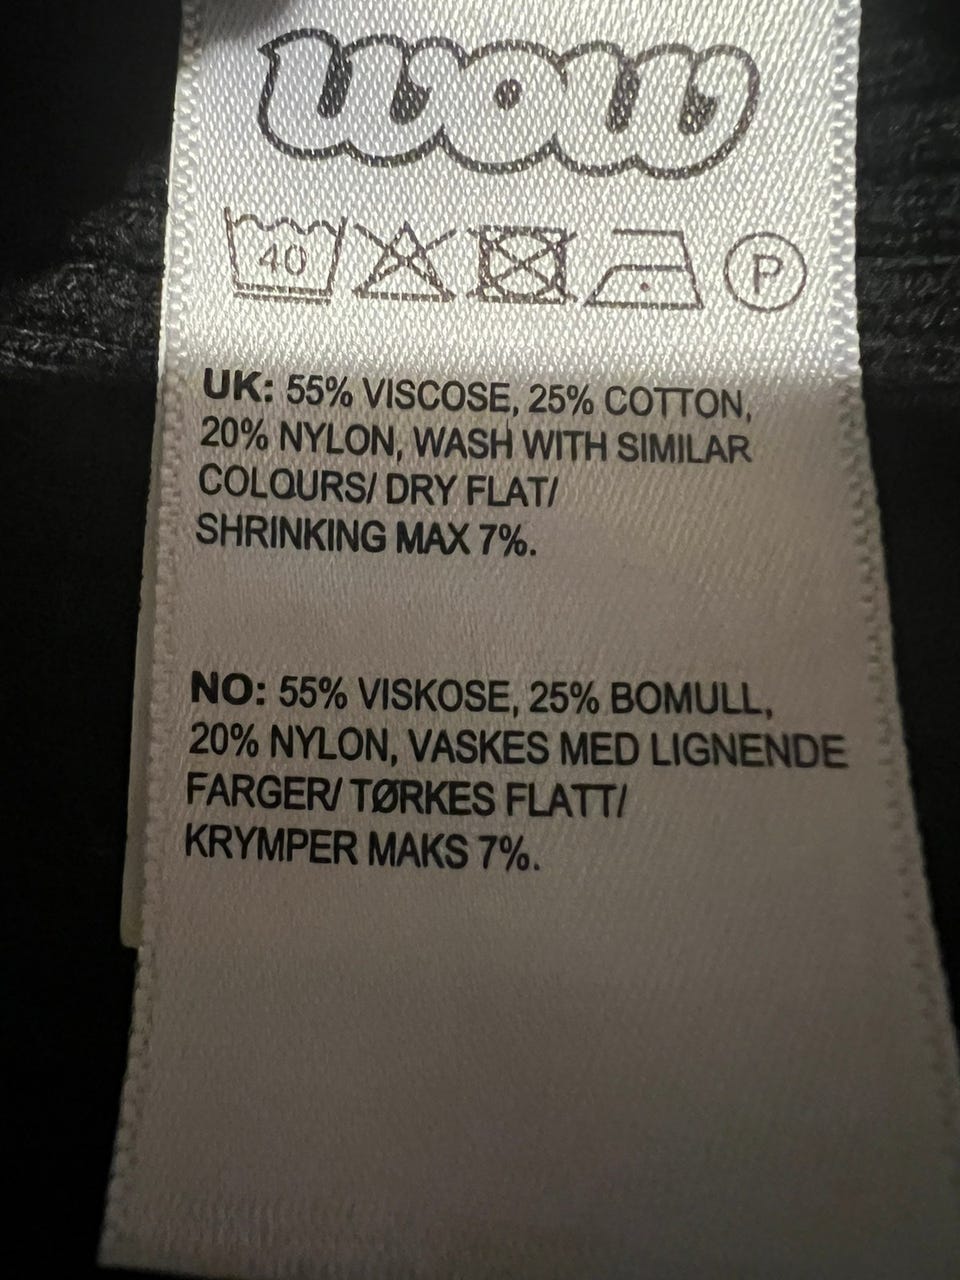 wow
40 P
UK: 55% VISCOSE, 25% COTTON,
20% NYLON, WASH WITH SIMILAR
COLOURS/ DRY FLAT/
SHRINKING MAX 7%.
NO: 55% VISKOSE, 25% BOMULL,
20% NYLON, VASKES MED LIGNENDE
FARGER/ TØRKES FLATT/
KRYMPER MAKS 7%.